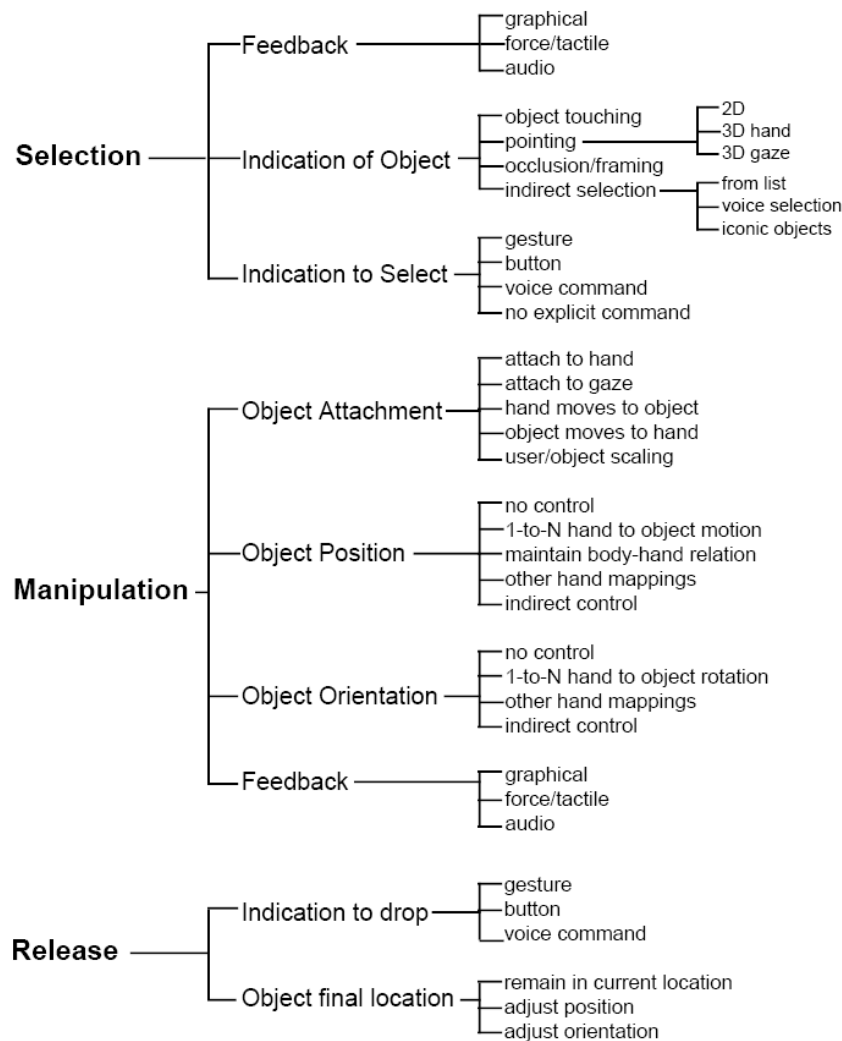 Selection
Feedback
graphical
force/tactile
audio
Indication of Object
object touching
pointing
2D
3D hand
3D gaze
occlusion/framing
indirect selection
from list
voice selection
iconic objects
Indication to Select
gesture
button
voice command
no explicit command
Manipulation
Object Attachment
attach to hand
attach to gaze
hand moves to object
object moves to hand
user/object scaling
Object Position
no control
1-to-N hand to object motion
maintain body-hand relation
other hand mappings
indirect control
Object Orientation
no control
1-to-N hand to object rotation
other hand mappings
indirect control
Feedback
graphical
force/tactile
audio
Release
Indication to drop
gesture
button
voice command
Object final location
remain in current location
adjust position
adjust orientation